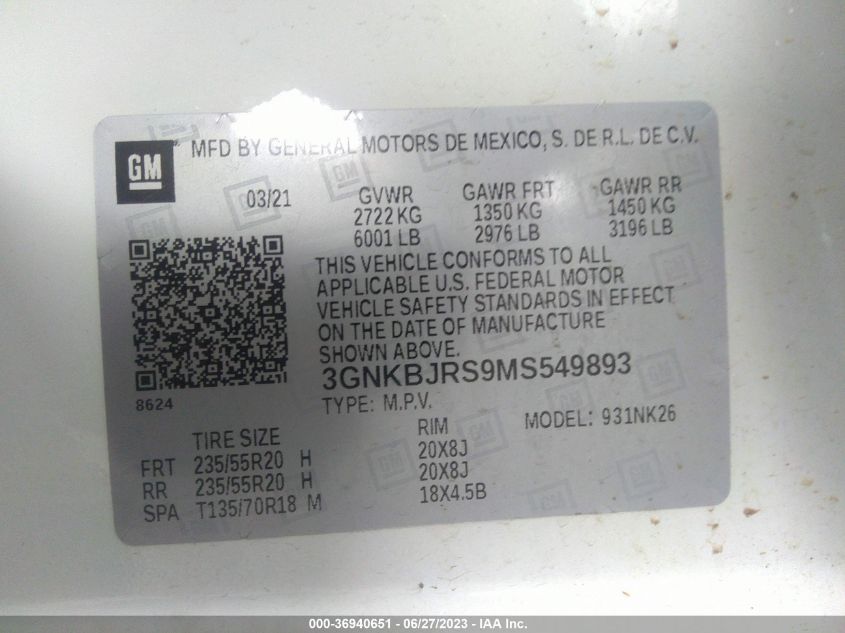 GM MFD BY GENERAL MOTORS DE MEXICO, S. DE R.L. DE C.V.
03/21 GVWR GAWR FRT GAWR RR
2722 KG 1350 KG 1450 KG
6001 LB 2976 LB 3196 LB
THIS VEHICLE CONFORMS TO ALL
APPLICABLE U.S. FEDERAL MOTOR
VEHICLE SAFETY STANDARDS IN EFFECT
ON THE DATE OF MANUFACTURE
SHOWN ABOVE.
3GNKBJRS9MS549893
8624
TYPE: M.P.V. MODEL: 931NK26
TIRE SIZE RIM
FRT 235/55R20 H 20X8J
RR 235/55R20 H 20X8J
SPA T135/70R18 M 18X4.5B
000-36940651 - 06/27/2023 - IAA Inc.